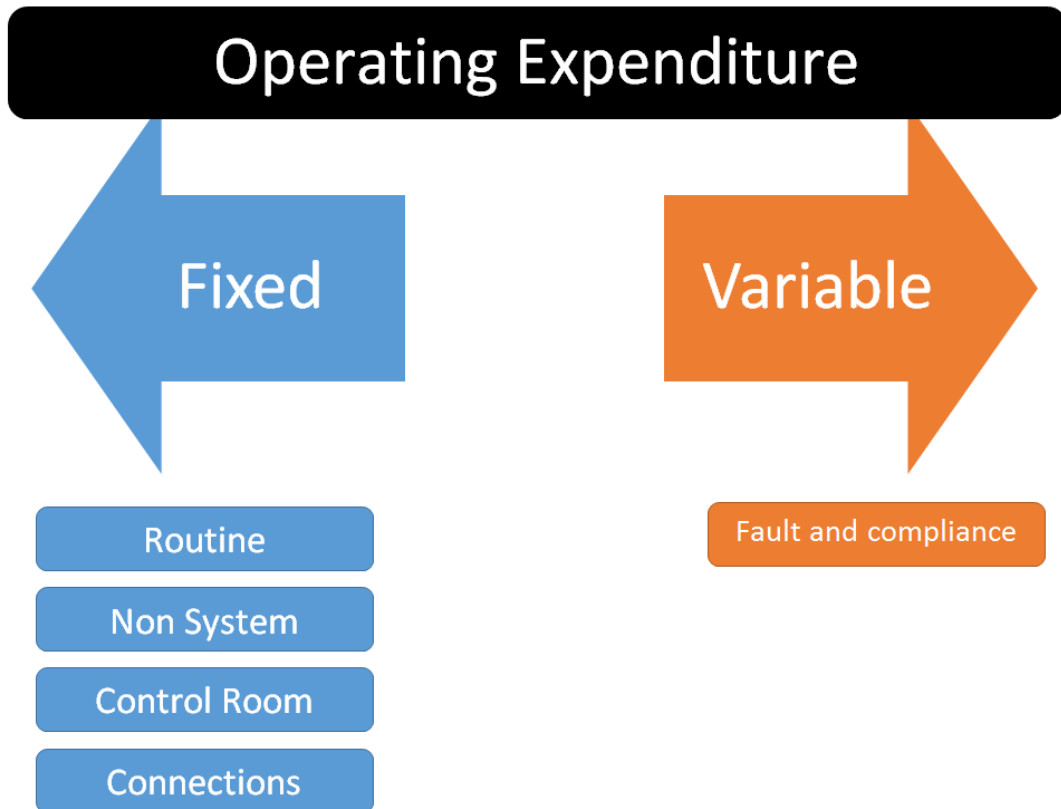 Operating Expenditure
Fixed
Variable
Routine
Non System
Control Room
Connections
Fault and compliance